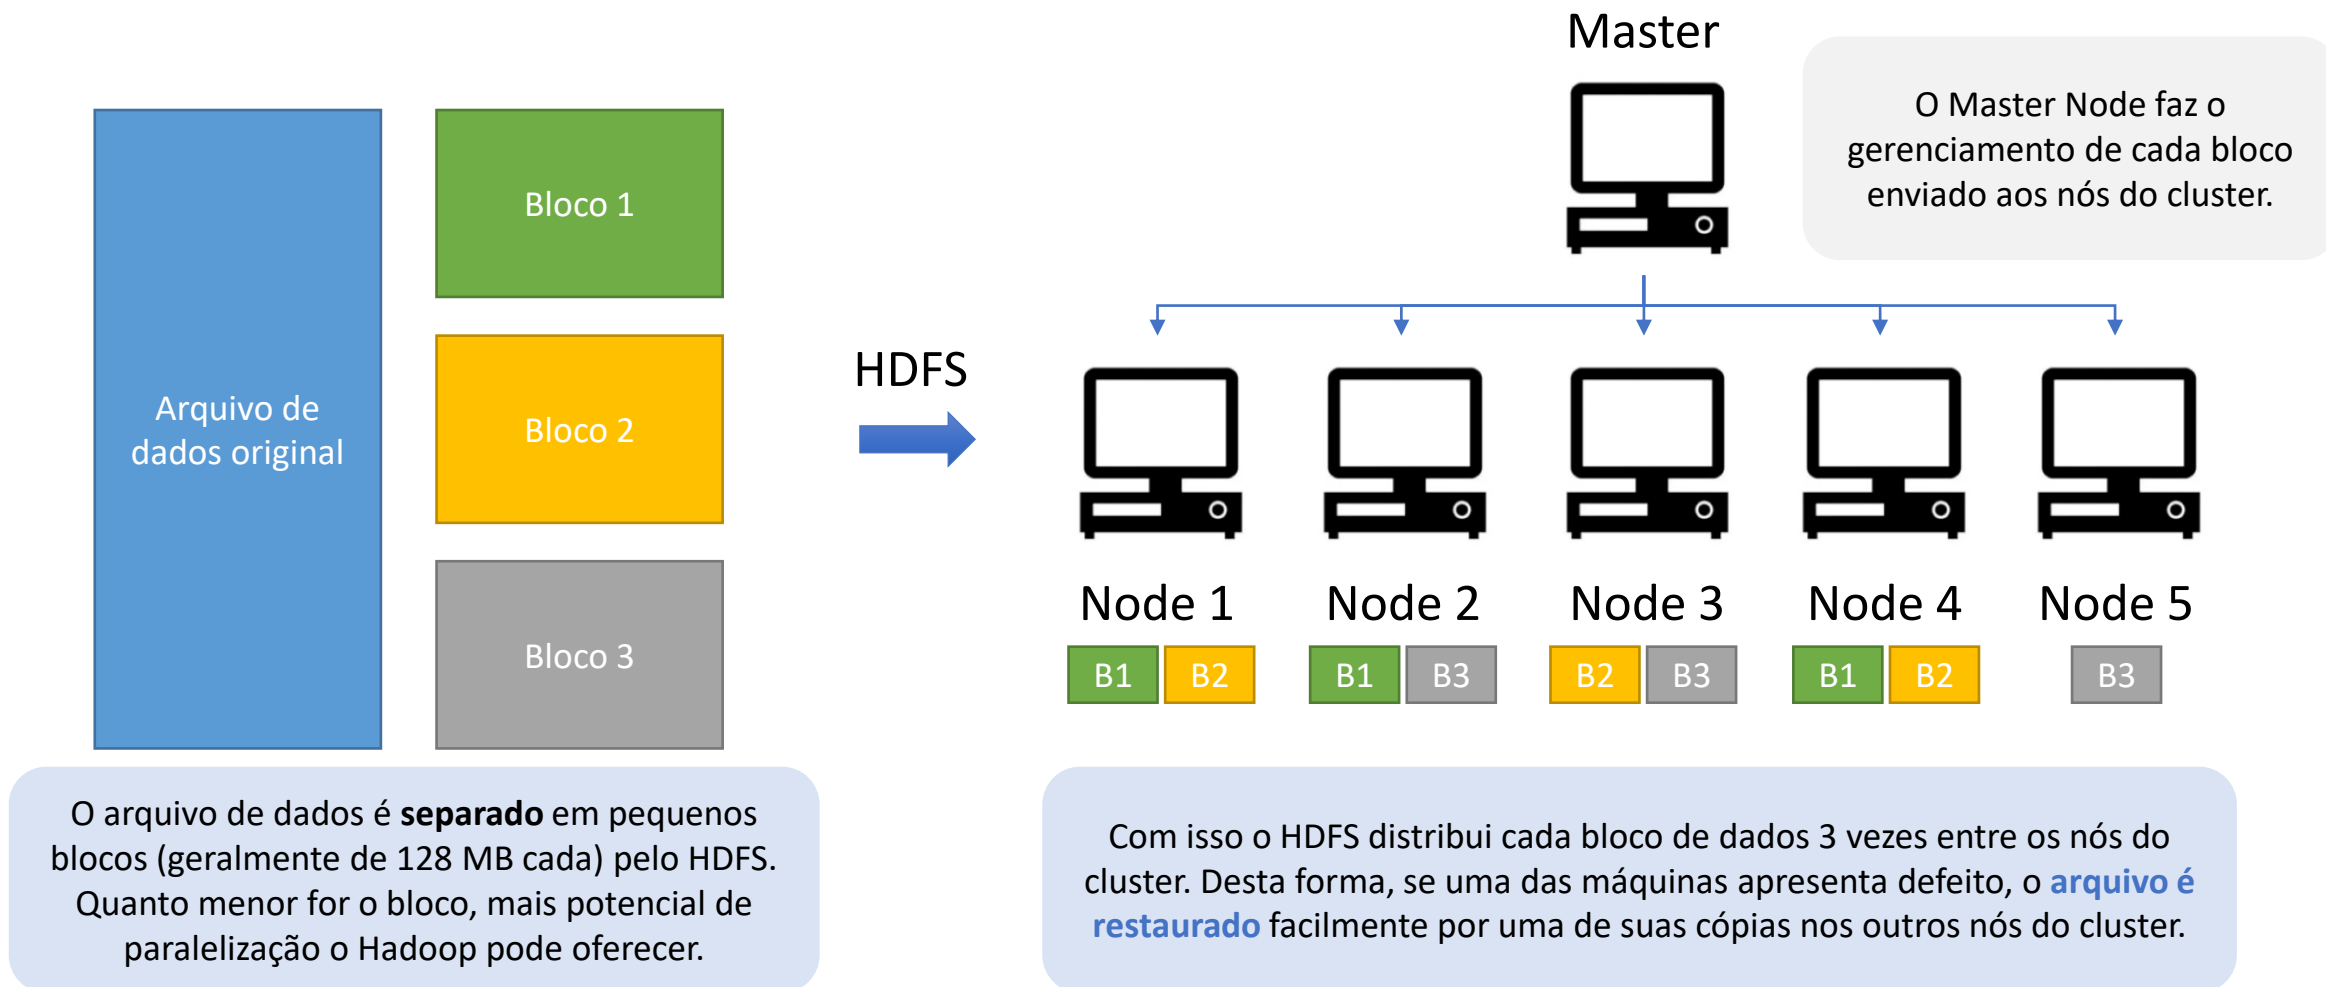 Master
O Master Node faz o
gerenciamento de cada bloco
enviado aos nós do cluster.
Arquivo de
dados original
Bloco 1
Bloco 2
Bloco 3
HDFS
Node 1
Node 2
Node 3
Node 4
Node 5
B1 B2
B1 B3
B2 B3
B1 B2
B3
O arquivo de dados é separado em pequenos
blocos (geralmente de 128 MB cada) pelo HDFS.
Quanto menor for o bloco, mais potencial de
paralelização o Hadoop pode oferecer.
Com isso o HDFS distribui cada bloco de dados 3 vezes entre os nós do
cluster. Desta forma, se uma das máquinas apresenta defeito, o arquivo é
restaurado facilmente por uma de suas cópias nos outros nós do cluster.